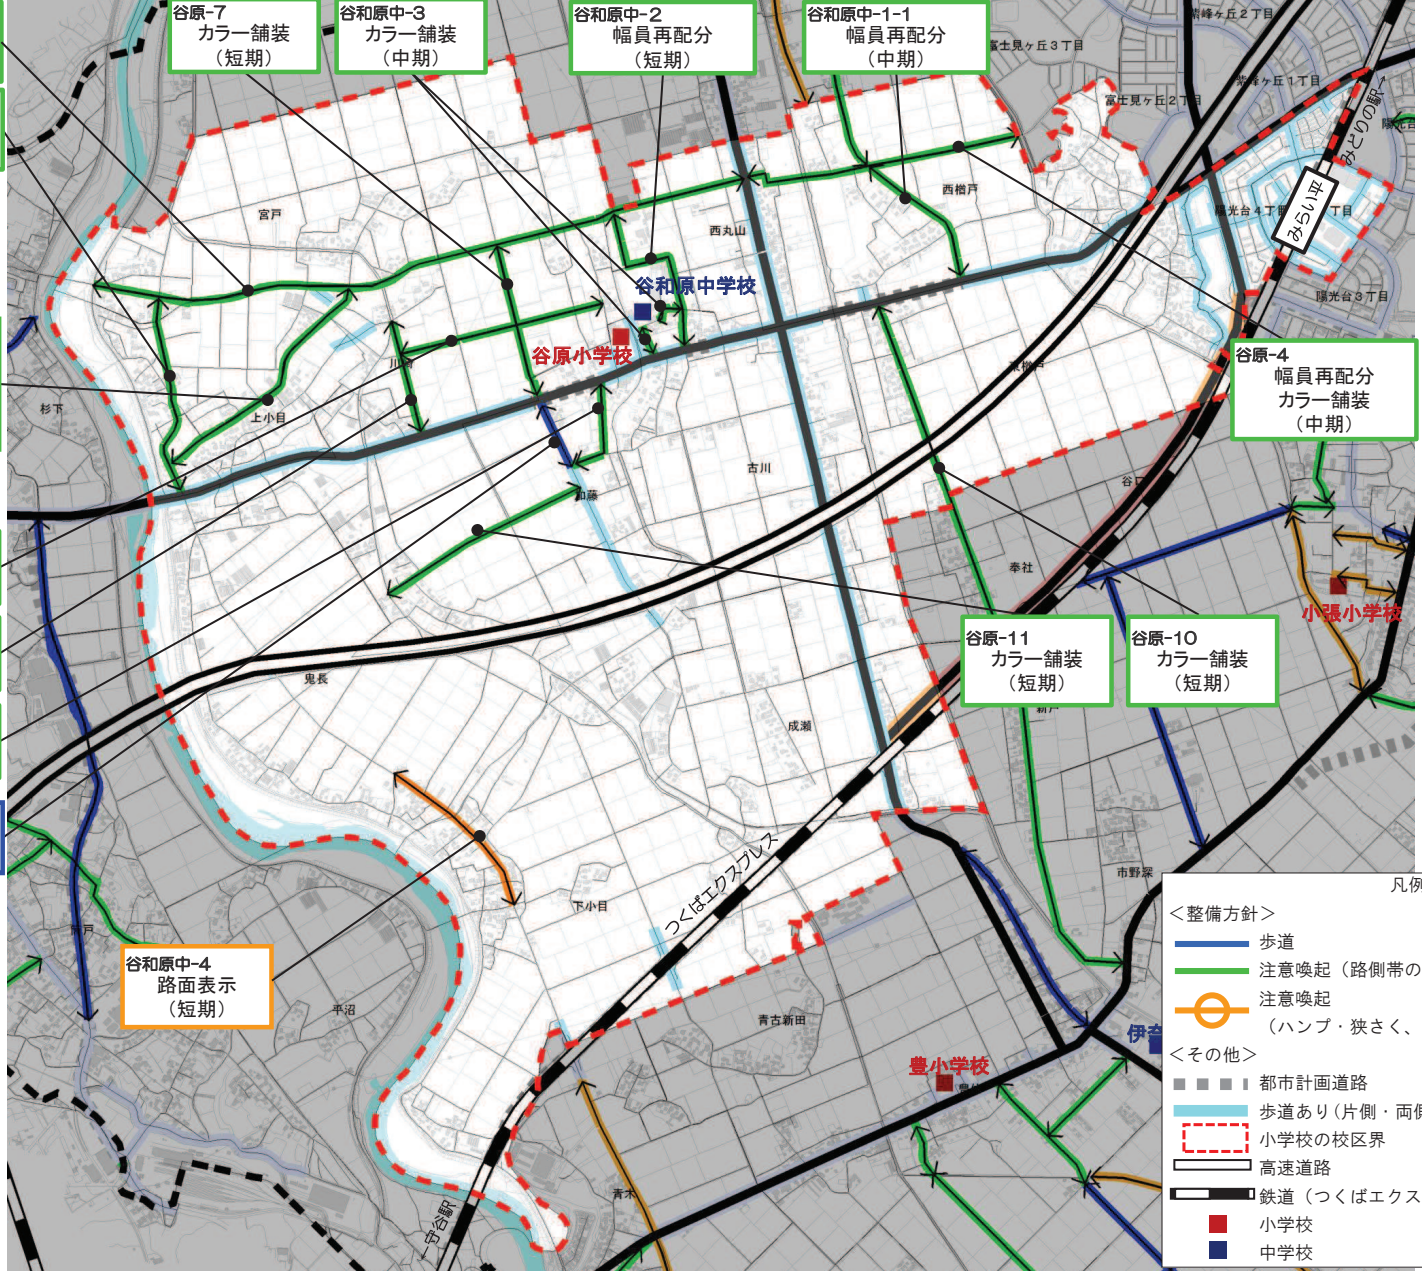 谷原-7
カラー舗装
（短期）
谷和原中-3
カラー舗装
（中期）
谷和原中-2
幅員再配分
（短期）
谷和原中-1-1
幅員再配分
（中期）
紫峰ヶ丘２丁目
富士見ヶ丘３丁目
紫峰ヶ丘１丁目
富士見ヶ丘２丁目
みどりの駅→
陽光台
宮戸
西丸山
西楢戸
陽光台４丁目
丁目
みらい平
陽光台３丁目
谷和原中学校
谷原小学校
川崎
東楢戸
谷原-4
幅員再配分
カラー舗装
（中期）
杉下
上小目
古川
加藤
谷口
奉社
小張小学校
谷原-11
カラー舗装
（短期）
谷原-10
カラー舗装
（短期）
鬼長
成瀬
新戸
つくばエクスプレス
市野深
下小目
谷和原中-4
路面表示
（短期）
平沼
青古新田
伊奈
豊小学校
青木
←守谷駅
凡例
＜整備方針＞
歩道
注意喚起（路側帯の
注意喚起
（ハンプ・狭さく、
＜その他＞
都市計画道路
歩道あり(片側・両側
小学校の校区界
高速道路
鉄道（つくばエクス
小学校
中学校